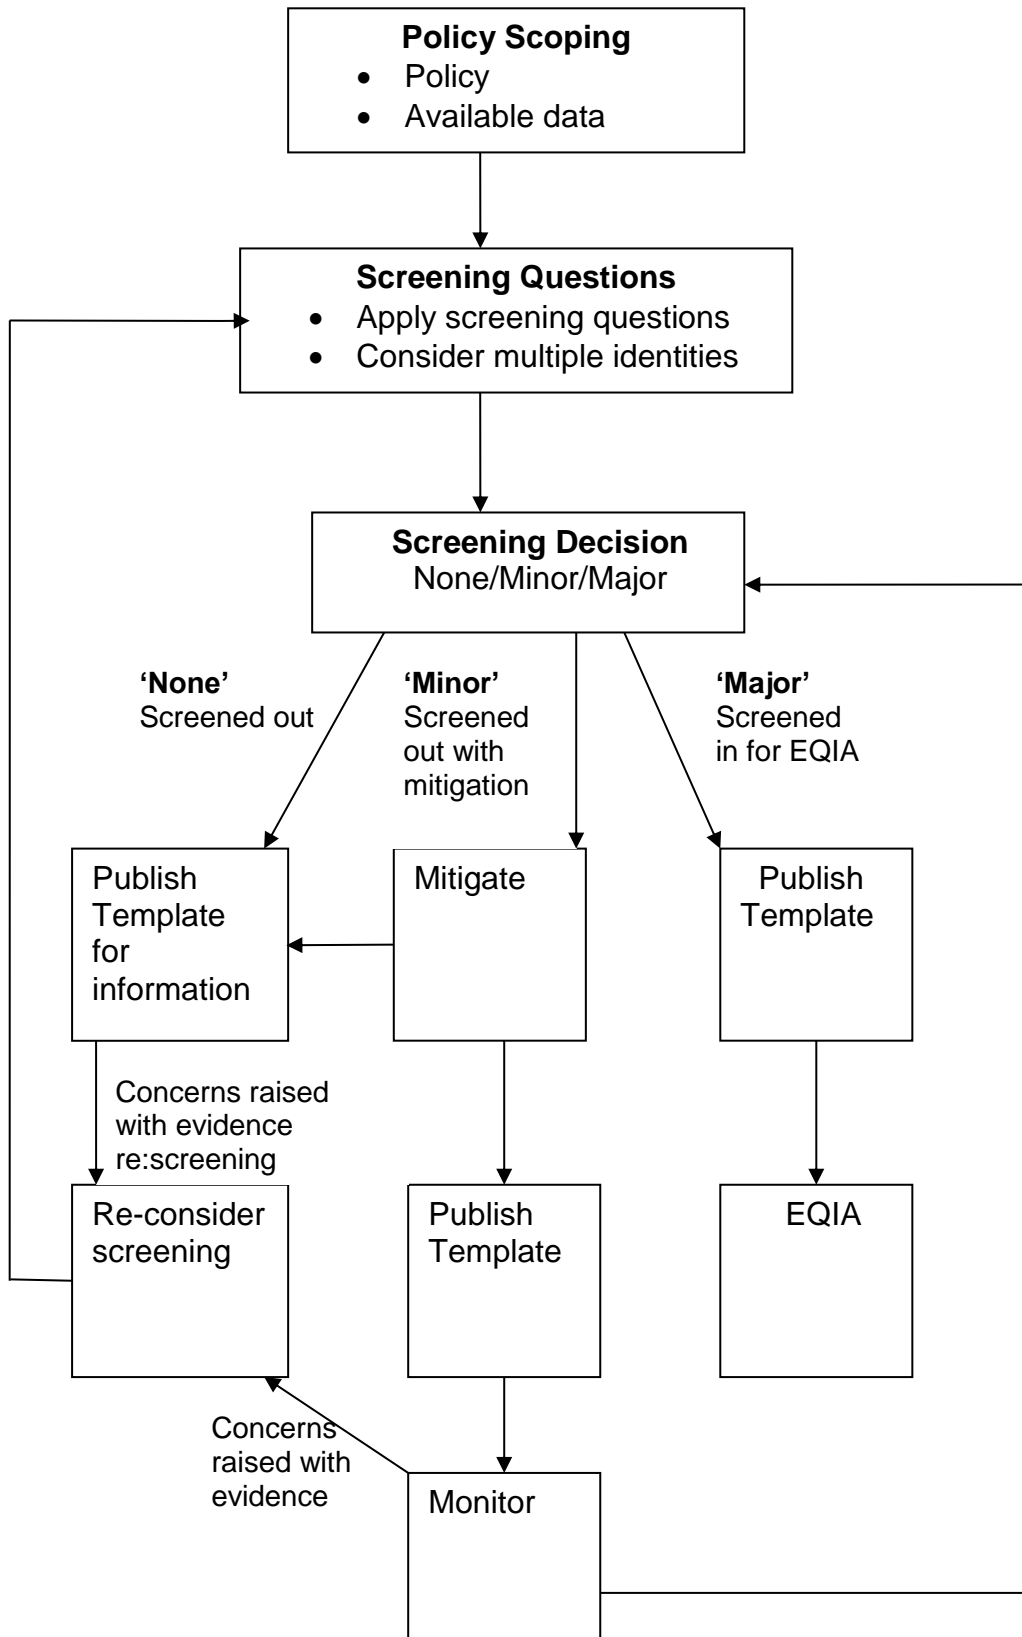 Policy Scoping
• Policy
• Available data
Screening Questions
• Apply screening questions
• Consider multiple identities
Screening Decision
None/Minor/Major
‘None’
Screened out
‘Minor’
Screened
out with
mitigation
‘Major’
Screened
in for EQIA
Publish
Template
for
information
Mitigate
Publish
Template
Concerns raised
with evidence
re:screening
Re-consider
screening
Publish
Template
EQIA
Concerns
raised with
evidence
Monitor